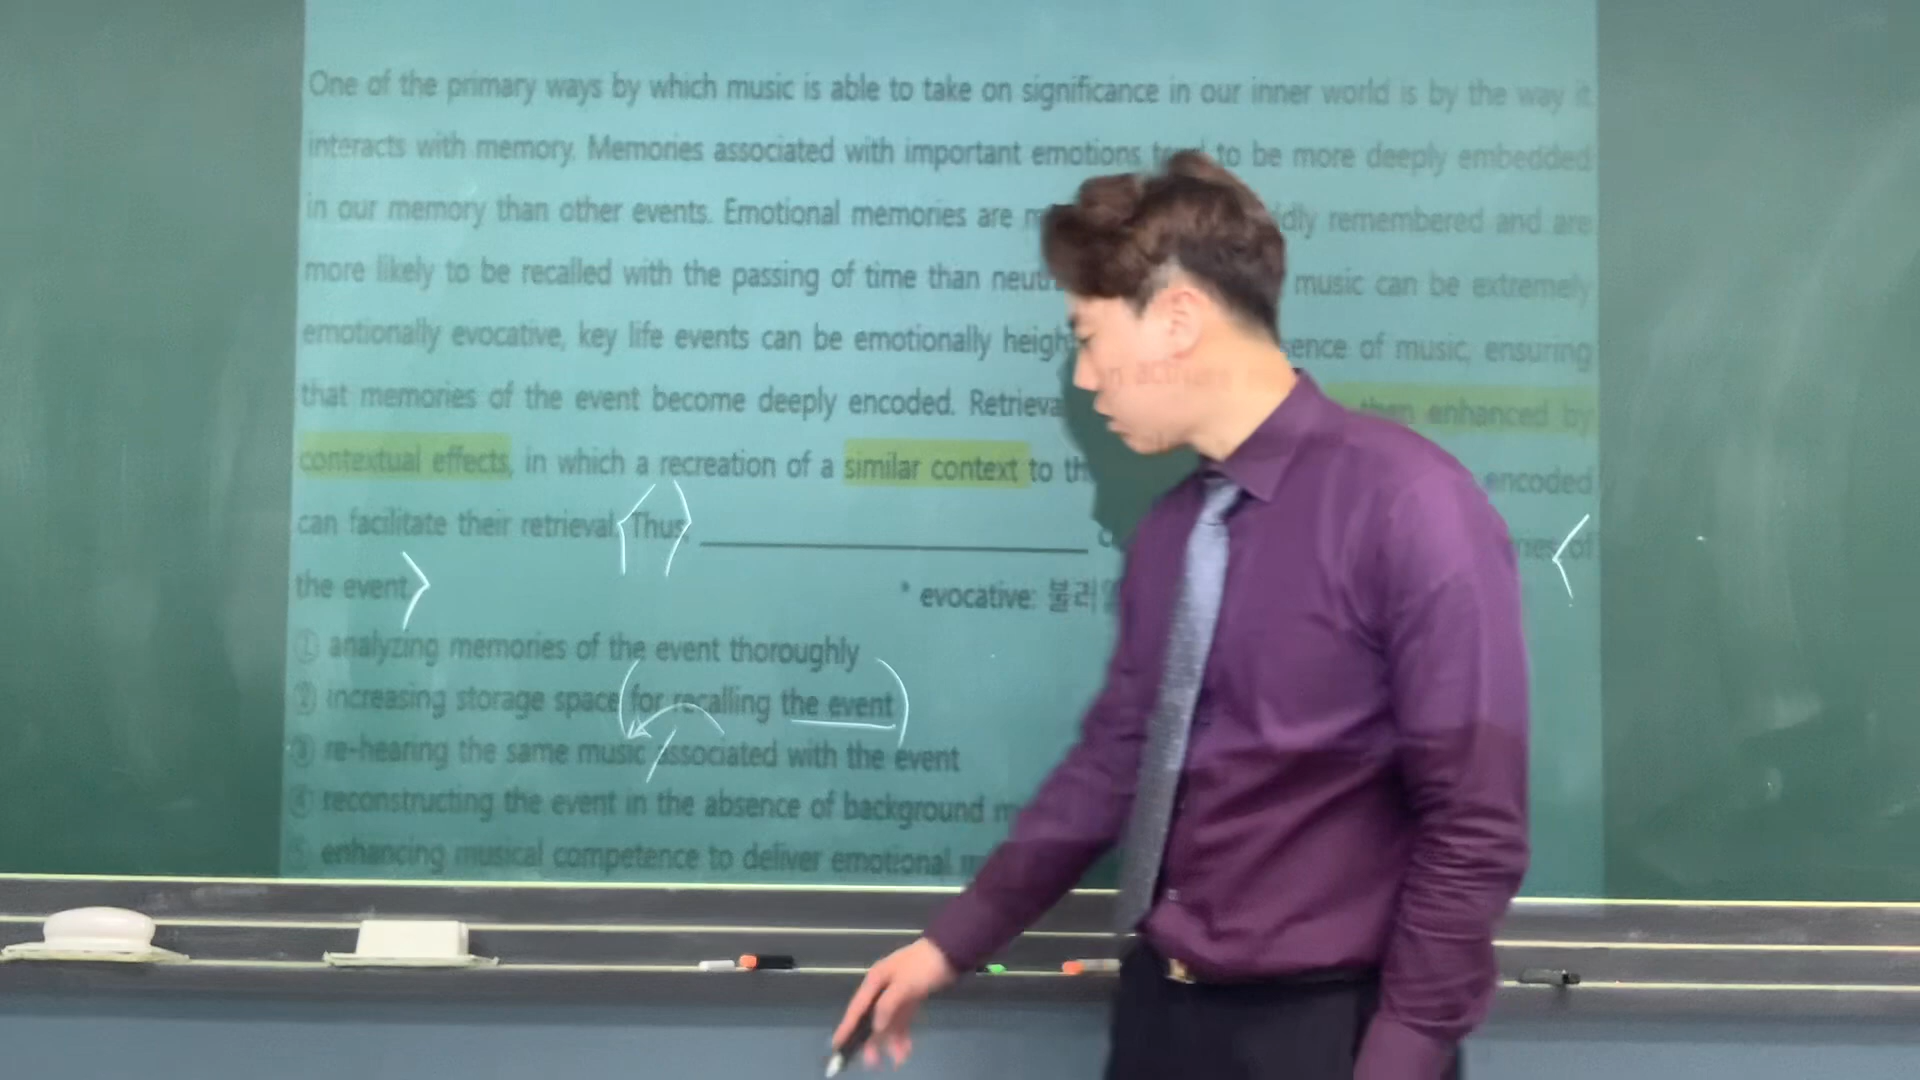 One of the primary ways by which music is able to take on significance in our inner world is by the way it
interacts with memory. Memories associated with important emotions tend to be more deeply embedded
in our memory than other events. Emotional memories are remembered and are
more likely to be recalled with the passing of time than music can be extremely
emotionally evocative, key life events can be emotionally of music, ensuring
that memories of the event become deeply encoded. then enhanced by
contextual effects, in which a recreation of a similar context to encoded
can facilitate their retrieval. Thus, ______________ of
the event.
* evocative: 불러
① analyzing memories of the event thoroughly
② increasing storage space for recalling the event
③ re-hearing the same music associated with the event
④ reconstructing the event in the absence of background
⑤ enhancing musical competence to deliver emotional